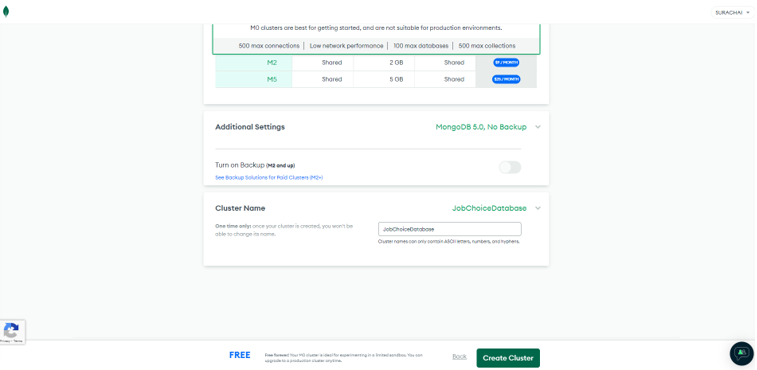 SURACHAI
M0 clusters are best for getting started, and are not suitable for production environments.
500 max connections | Low network performance | 100 max databases | 500 max collections
M2 Shared 2 GB Shared $9 / MONTH
M5 Shared 5 GB Shared $25 / MONTH
Additional Settings MongoDB 5.0, No Backup
Turn on Backup (M2 and up)
See Backup Solutions for Paid Clusters (M2+)
Cluster Name JobChoiceDatabase
One time only: once your cluster is created, you won't be
able to change its name.
JobChoiceDatabase
Cluster names can only contain ASCII letters, numbers, and hyphens.
Privacy - Terms
FREE
Free forever! Your M0 cluster is ideal for experimenting in a limited sandbox. You can
upgrade to a production cluster anytime.
Back
Create Cluster